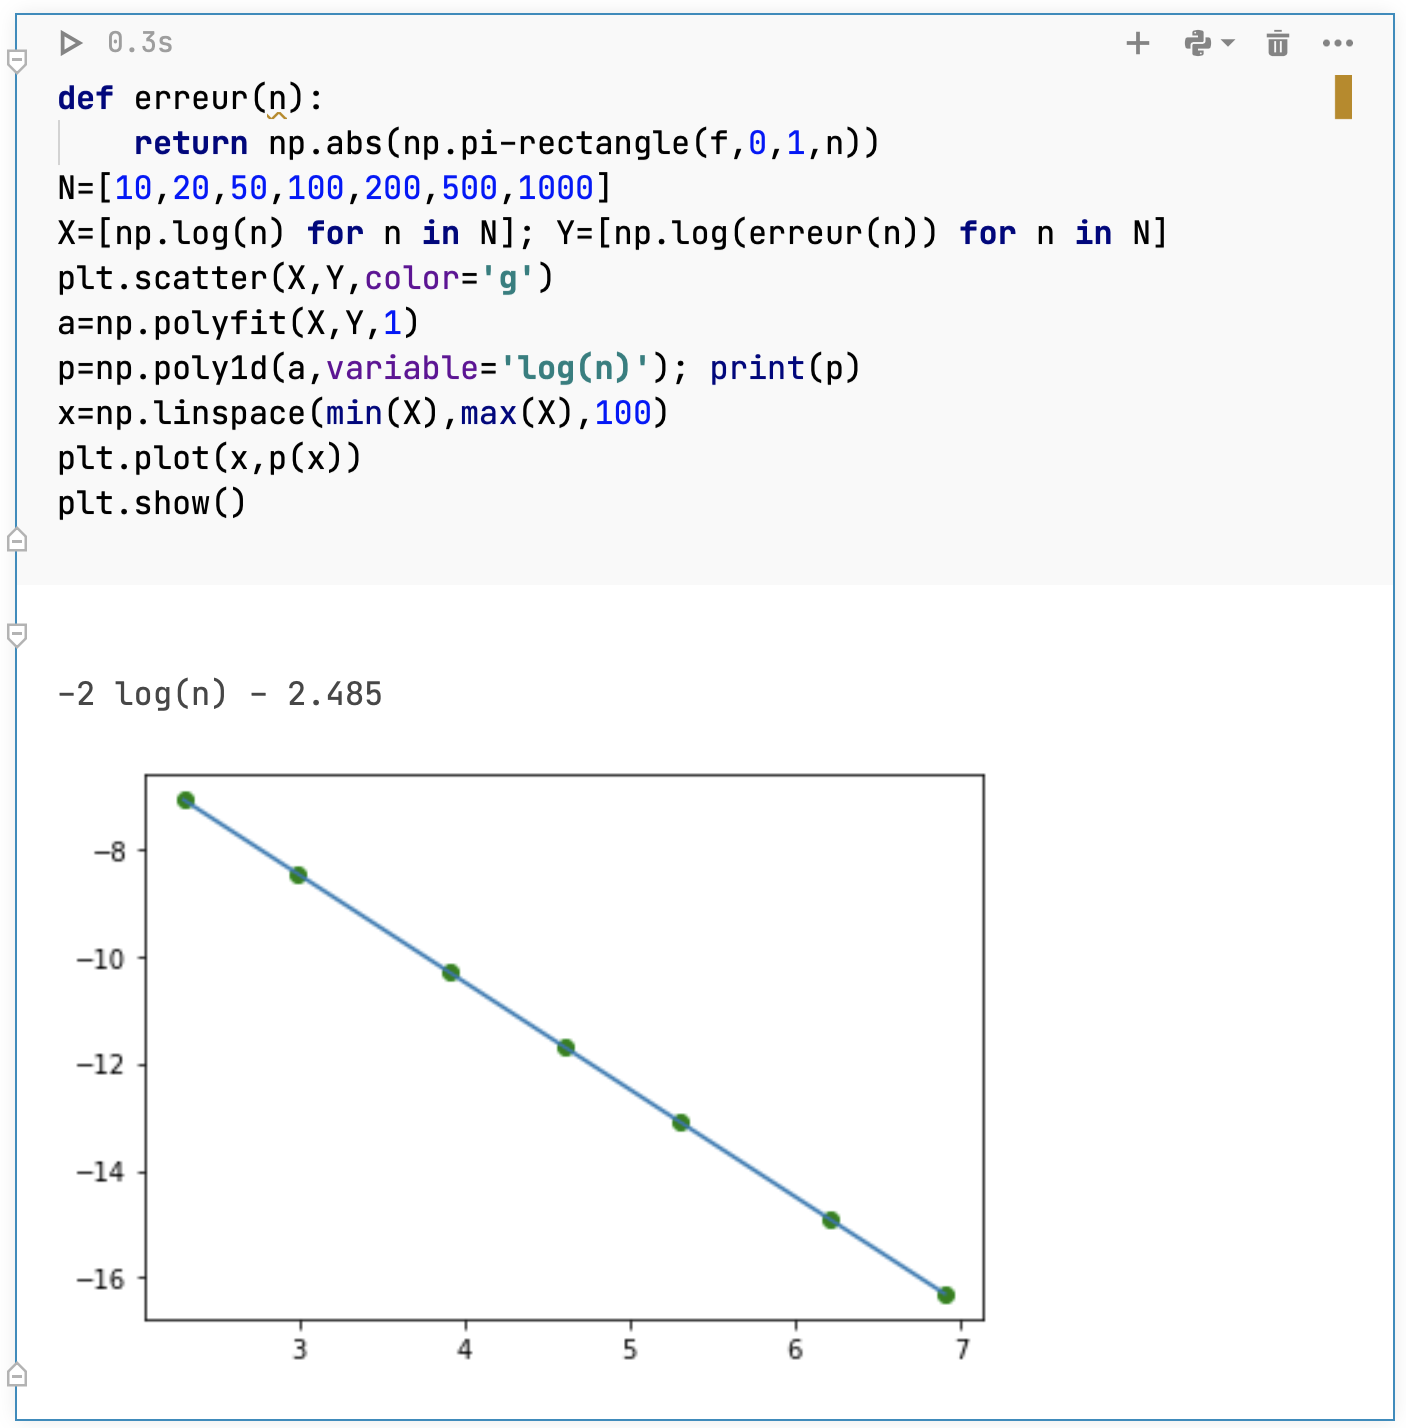 0.3s
def erreur(n):
    return np.abs(np.pi-rectangle(f,0,1,n))
N=[10,20,50,100,200,500,1000]
X=[np.log(n) for n in N]; Y=[np.log(erreur(n)) for n in N]
plt.scatter(X,Y,color='g')
a=np.polyfit(X,Y,1)
p=np.poly1d(a,variable='log(n)'); print(p)
x=np.linspace(min(X),max(X),100)
plt.plot(x,p(x))
plt.show()
-2 log(n) - 2.485
−8
−10
−12
−14
−16
3 4 5 6 7